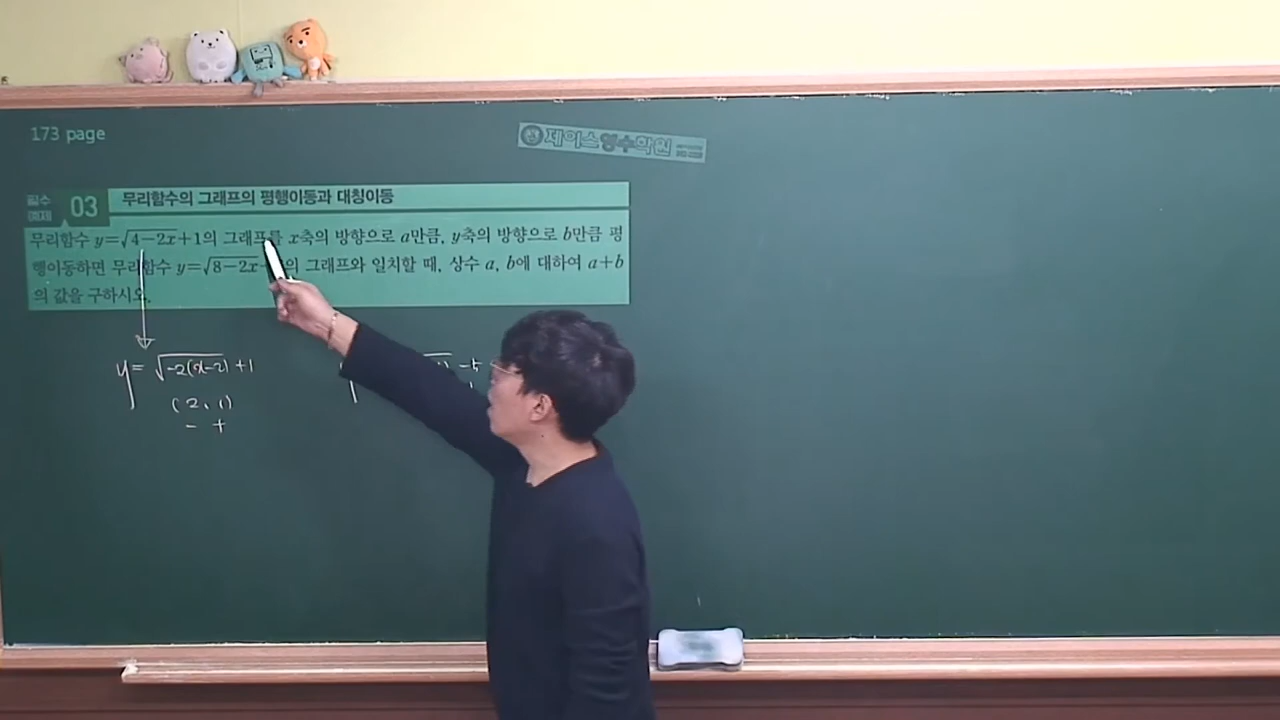 173 page
제이스영수학원
필수 예제 03 무리함수의 그래프의 평행이동과 대칭이동
무리함수 y=√4−2x+1의 그래프를 x축의 방향으로 a만큼, y축의 방향으로 b만큼 평
행이동하면 무리함수 y=√8−2x 의 그래프와 일치할 때, 상수 a, b에 대하여 a+b
의 값을 구하시오.
y= √-2(x-2) +1 -5
(2, 1)
- +